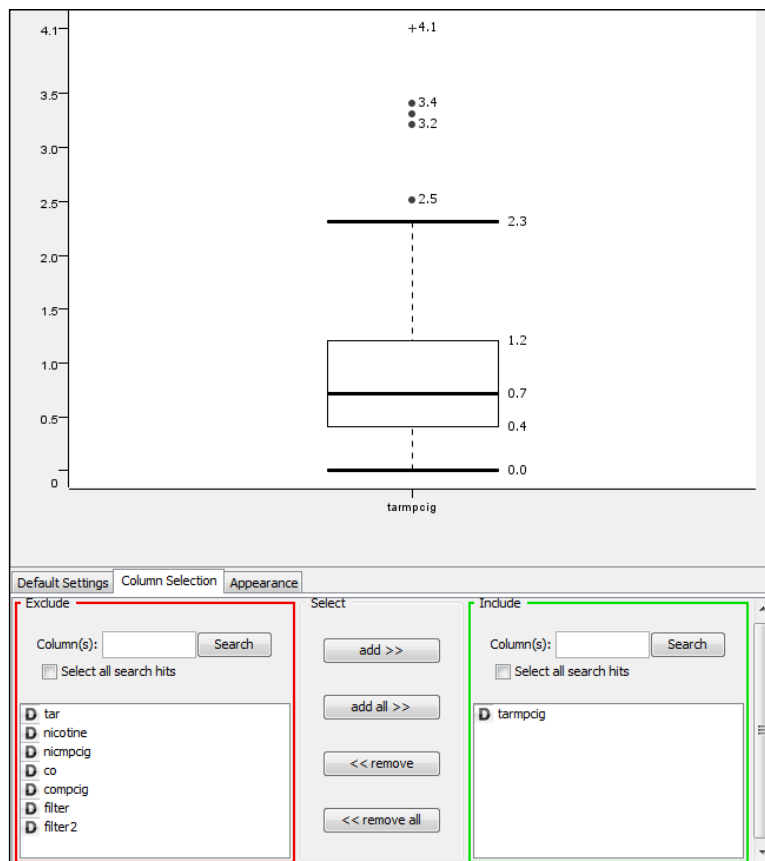 4.1
+4.1
3.5
3.4
3.2
3.0
2.5
2.5
2.3
2.0
1.5
1.2
1.0
0.7
0.5
0.4
0.0
0
tarmpcig
Default Settings Column Selection Appearance
Exclude Select Include
Column(s): Search add >> Column(s): Search
Select all search hits Select all search hits
add all >>
tar tarmpcig
D tar D tarmpcig
D nicotine
D nicmpcig
<< remove
D co
D compcig
D filter
<< remove all
D filter2